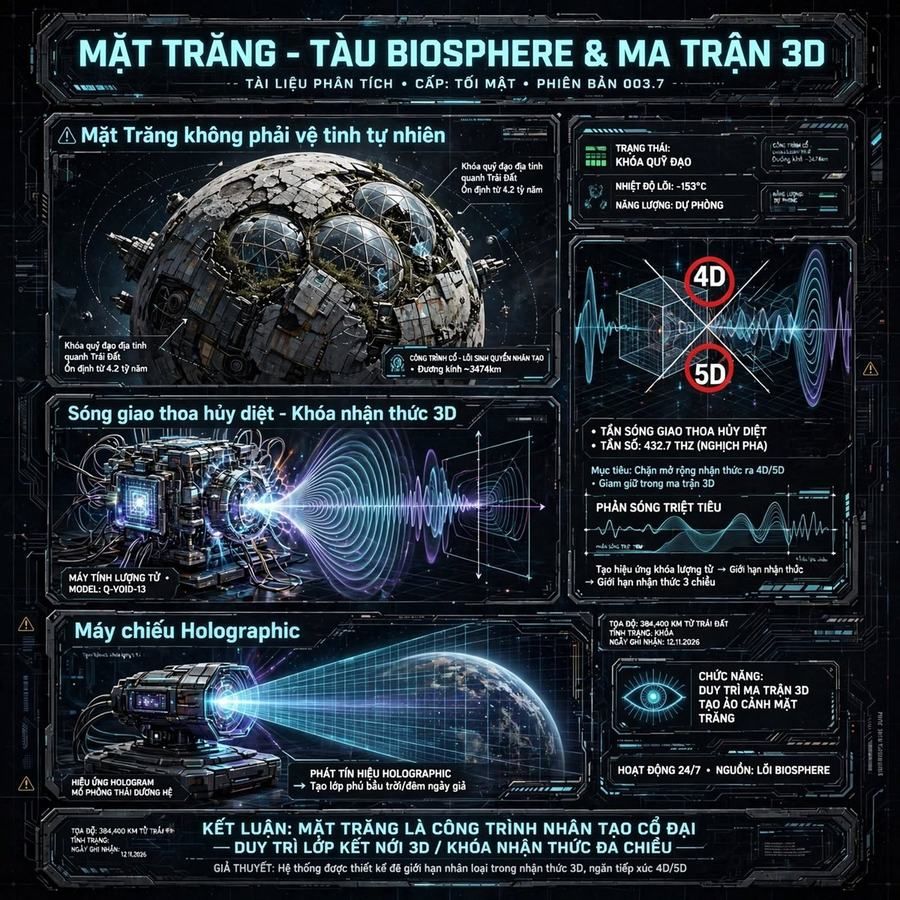 MẶT TRĂNG - TÀU BIOSPHERE & MA TRẬN 3D
TÀI LIỆU PHÂN TÍCH • CẤP: TỐI MẬT • PHIÊN BẢN 003.7
Mặt Trăng không phải vệ tinh tự nhiên
Khóa quỹ đạo địa tinh
quanh Trái Đất
Ổn định từ 4.2 tỷ năm
Khóa quỹ đạo địa tinh
quanh Trái Đất
Ổn định từ 4.2 tỷ năm
CÔNG TRÌNH CỔ - LÕI SINH QUYỂN NHÂN TẠO
• Đường kính ~3474km
TRẠNG THÁI:
KHÓA QUỸ ĐẠO
NHIỆT ĐỘ LÕI: -153°C
NĂNG LƯỢNG: DỰ PHÒNG
CÔNG TRÌNH CỔ
Đường kính
NĂNG LƯỢNG:
DỰ PHÒNG
4D
5D
• TẦN SÓNG GIAO THOA HỦY DIỆT
• TẦN SỐ: 432.7 THZ (NGHỊCH PHA)
Mục tiêu: Chặn mở rộng nhận thức ra 4D/5D
• Giam giữ trong ma trận 3D
PHẢN SÓNG TRIỆT TIÊU
Tạo hiệu ứng khóa lượng tử → Giới hạn nhận thức
→ Giới hạn nhận thức 3 chiều
Sóng giao thoa hủy diệt - Khóa nhận thức 3D
MÁY TÍNH LƯỢNG TỬ •
MODEL: Q-VOID-13
Máy chiếu Holographic
HIỆU ỨNG HOLOGRAM
MÔ PHỎNG THÁI DƯƠNG HỆ
PHÁT TÍN HIỆU HOLOGRAPHIC
→ Tạo lớp phủ bầu trời/đêm ngày giả
TỌA ĐỘ: 384,400 KM TỪ TRÁI ĐẤT
TÌNH TRẠNG: KHÓA
NGÀY GHI NHẬN: 12.11.2026
CHỨC NĂNG:
DUY TRÌ MA TRẬN 3D
TẠO ẢO CẢNH MẶT
TRĂNG
HOẠT ĐỘNG 24/7 • NGUỒN: LÕI BIOSPHERE
TỌA ĐỘ: 384,400 KM TỪ
TÌNH TRẠNG:
NGÀY GHI NHẬN:
12.11.2026
KẾT LUẬN: MẶT TRĂNG LÀ CÔNG TRÌNH NHÂN TẠO CỔ ĐẠI
— DUY TRÌ LỚP KẾT NỐI 3D / KHÓA NHẬN THỨC ĐA CHIỀU —
GIẢ THUYẾT: Hệ thống được thiết kế để giới hạn nhân loại trong nhận thức 3D, ngăn tiếp xúc 4D/5D